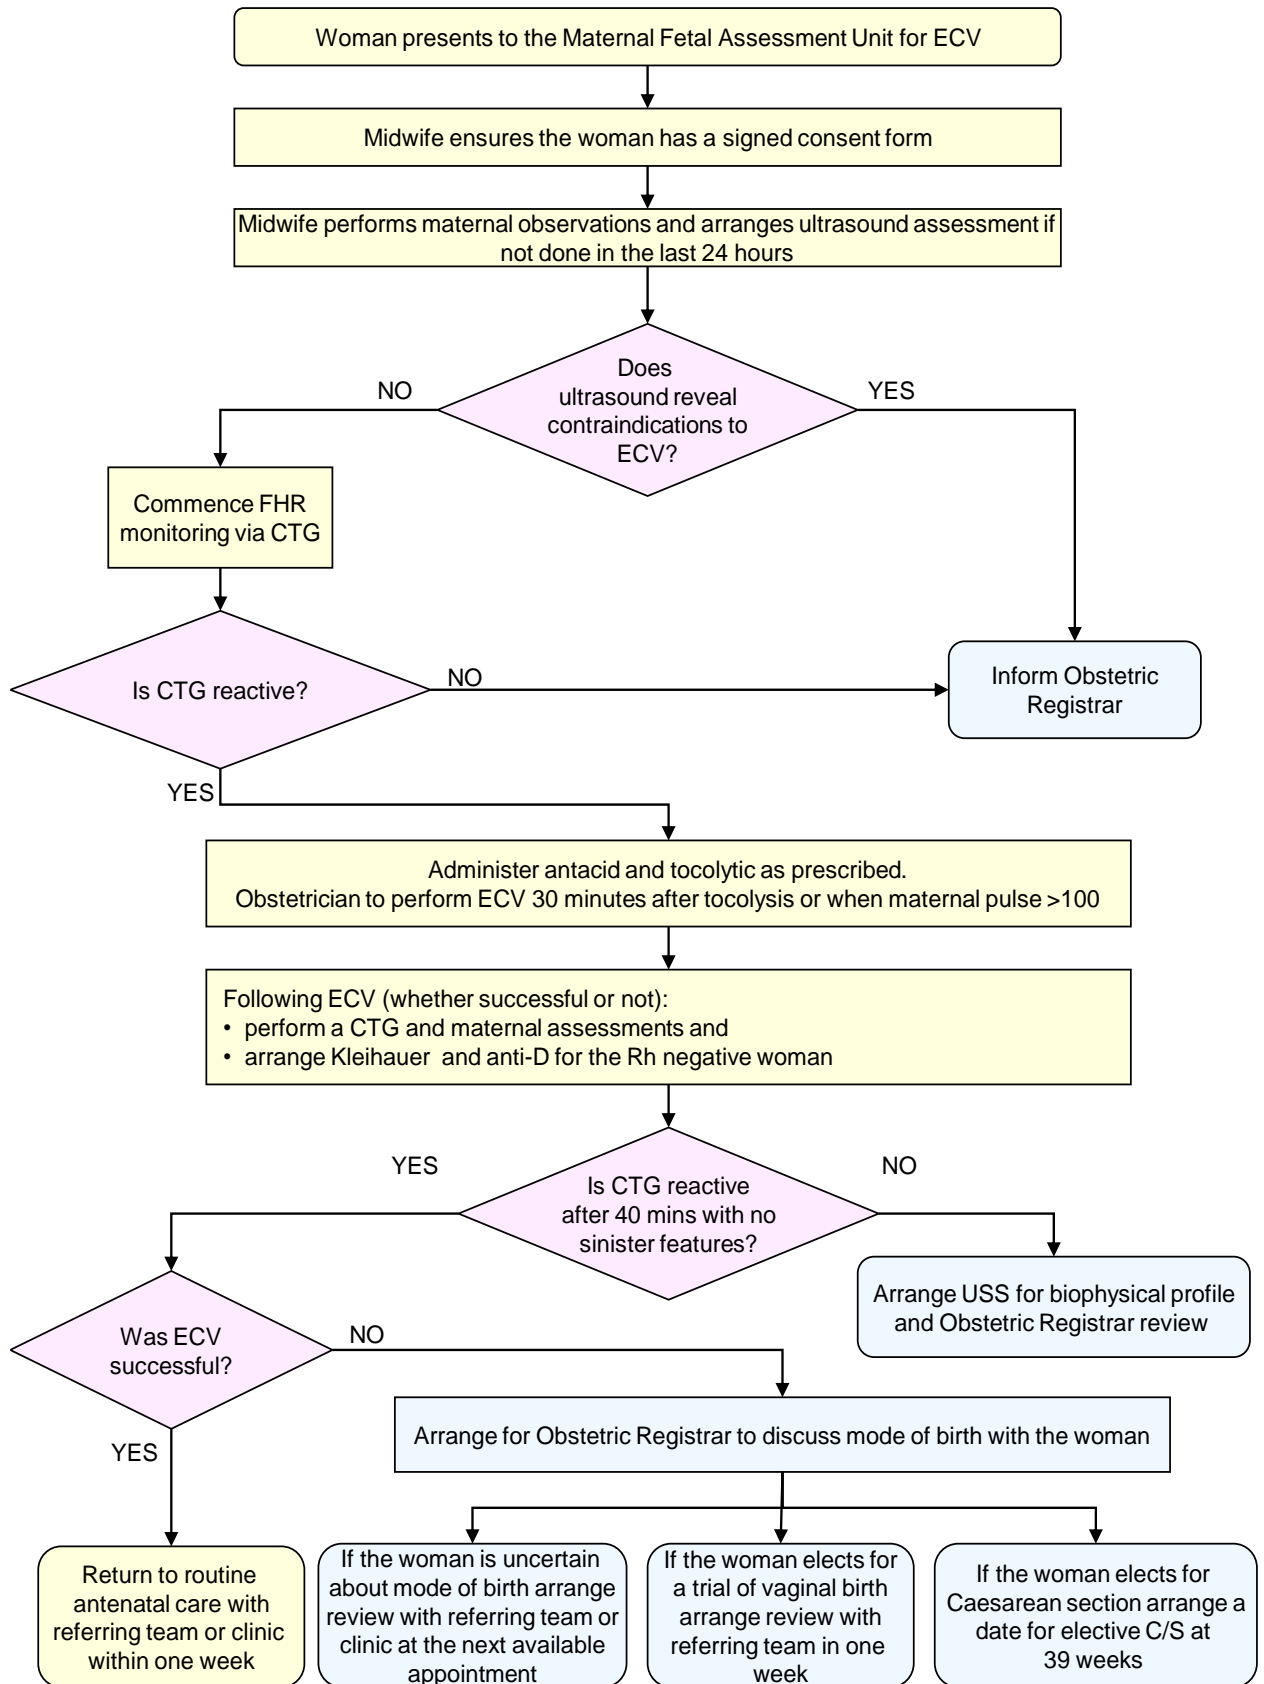 Woman presents to the Maternal Fetal Assessment Unit for ECV
Midwife ensures the woman has a signed consent form
Midwife performs maternal observations and arranges ultrasound assessment if
not done in the last 24 hours
Does
ultrasound reveal
contraindications to
ECV?
NO
YES
Commence FHR
monitoring via CTG
Is CTG reactive?
NO
Inform Obstetric
Registrar
YES
Administer antacid and tocolytic as prescribed.
Obstetrician to perform ECV 30 minutes after tocolysis or when maternal pulse >100
Following ECV (whether successful or not):
• perform a CTG and maternal assessments and
• arrange Kleihauer and anti-D for the Rh negative woman
YES
NO
Is CTG reactive
after 40 mins with no
sinister features?
Arrange USS for biophysical profile
and Obstetric Registrar review
Was ECV
successful?
NO
YES
Arrange for Obstetric Registrar to discuss mode of birth with the woman
Return to routine
antenatal care with
referring team or clinic
within one week
If the woman is uncertain
about mode of birth arrange
review with referring team or
clinic at the next available
appointment
If the woman elects for
a trial of vaginal birth
arrange review with
referring team in one
week
If the woman elects for
Caesarean section arrange a
date for elective C/S at
39 weeks